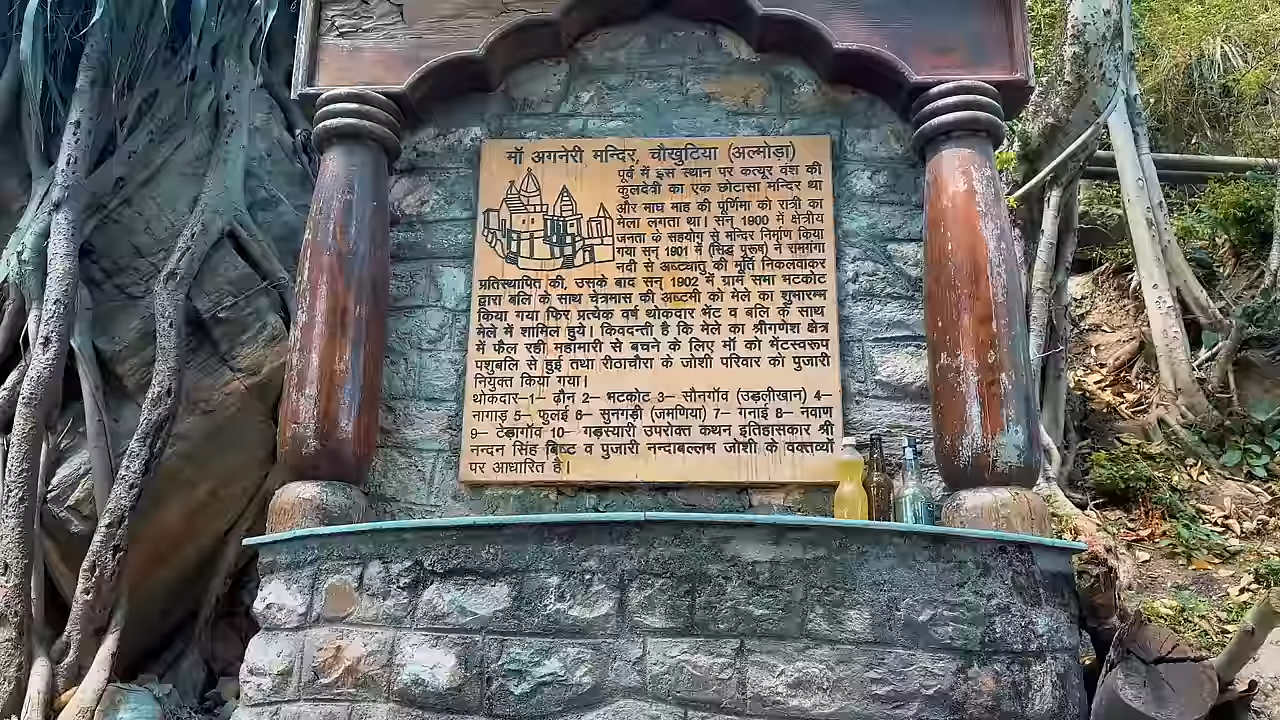 माँ अगनेरी मन्दिर, चौखुटिया (अल्मोड़ा)
पूर्व में इस स्थान पर कत्यूर वंश की
कुलदेवी का एक छोटासा मन्दिर था
और माघ माह की पूर्णिमा को रात्री का
मेला लगता था। सन् 1900 में क्षेत्रीय
जनता के सहयोग से मन्दिर निर्माण किया
गया सन् 1901 में (सिद्ध पुरूष) ने रामगंगा
नदी से अष्टधातु की मूर्ति निकलवाकर
प्रतिस्थापित की, उसके बाद सन् 1902 में ग्राम सभा भटकोट
द्वारा बलि के साथ चैत्रमास की अष्टमी को मेले का शुभारम्भ
किया गया फिर प्रत्येक वर्ष थोकदार भेंट व बलि के साथ
मेले में शामिल हुये। किवदन्ती है कि मेले का श्रीगणेश क्षेत्र
में फैल रही महामारी से बचने के लिए माँ को भेंटस्वरूप
पशुबलि से हुई तथा रीठाचौरा के जोशी परिवार को पुजारी
नियुक्त किया गया।
थोकदार–1– ढौन 2– भटकोट 3– सौनगाँव (उड़लीखान) 4–
नागाड़ 5– फुलई 6– सुनगड़ी (जमणिया) 7– गनाई 8– नवाण
9– टेड़ागाँव 10– गड़स्यारी उपरोक्त कथन इतिहासकार श्री
नन्दन सिंह बिष्ट व पुजारी नन्दाबल्लम जोशी के वक्तव्यों
पर आधारित है।